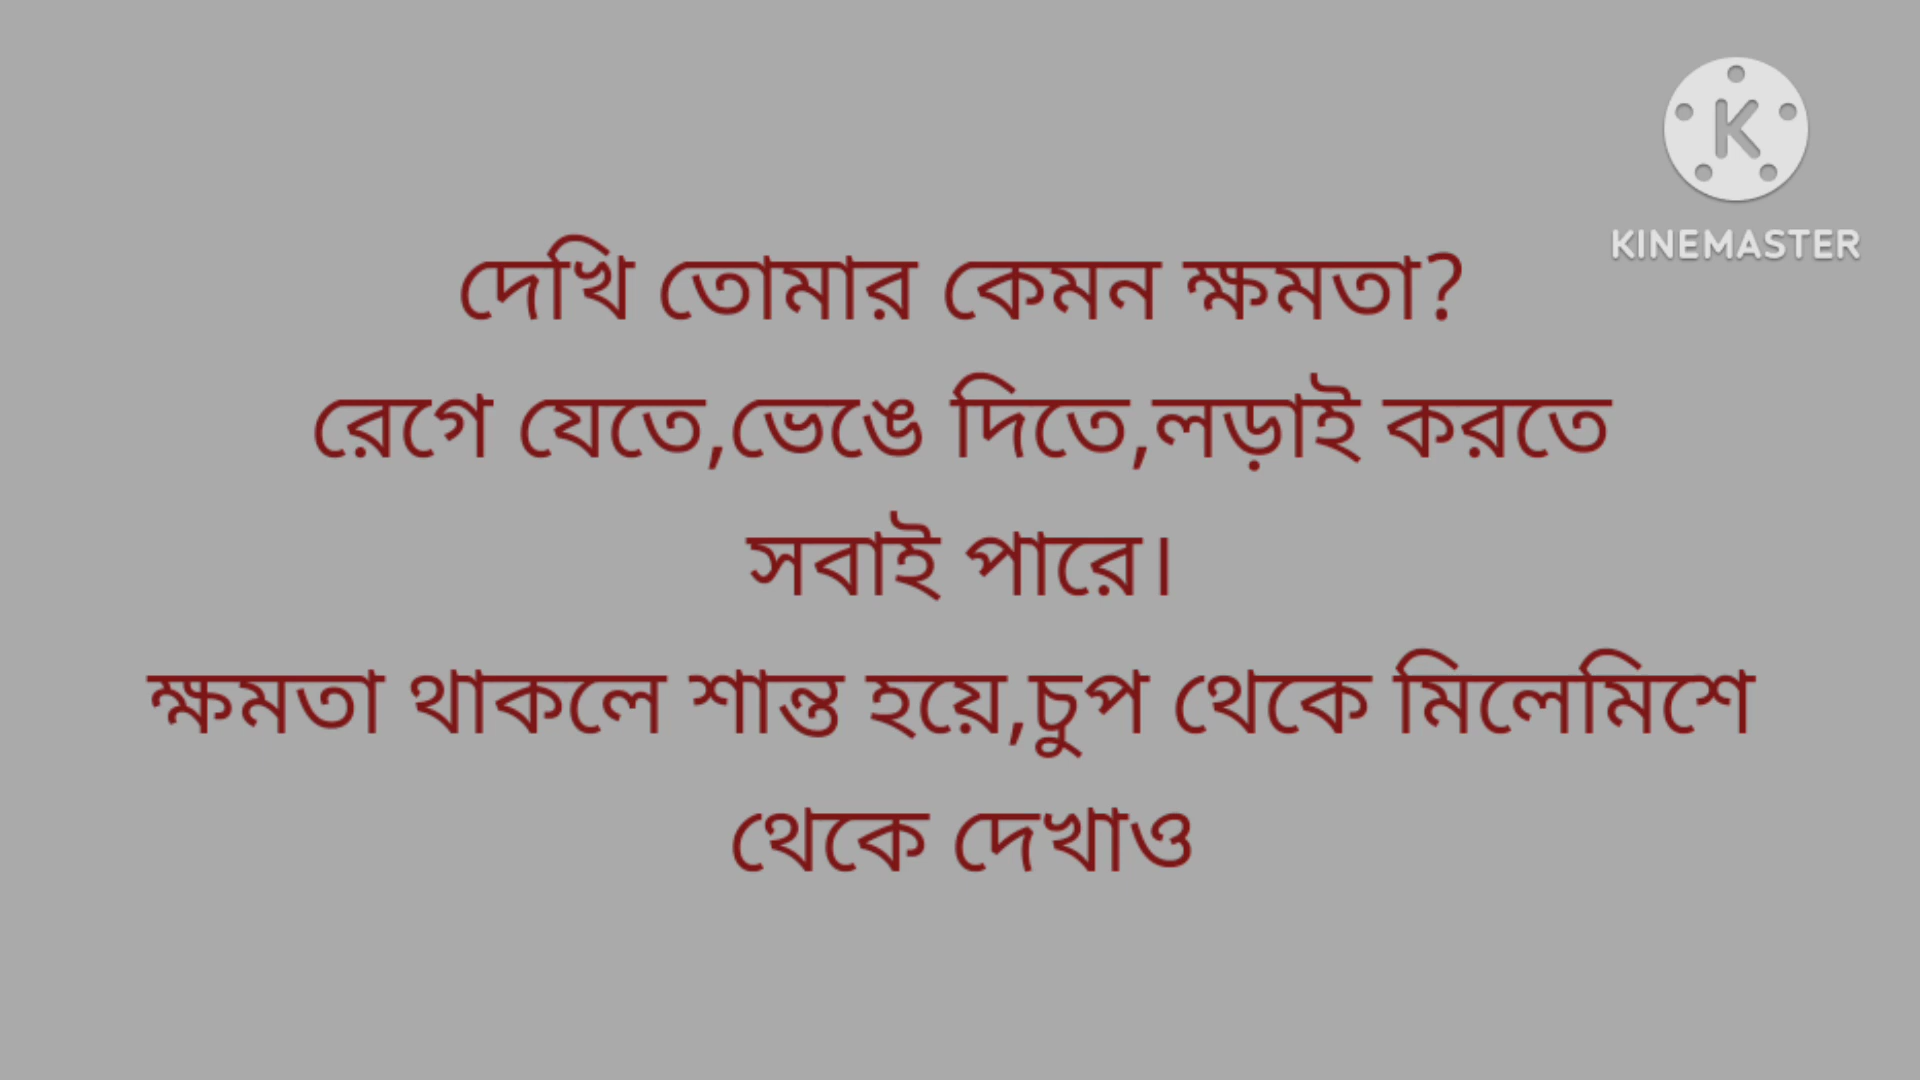 KINEMASTER
দেখি তোমার কেমন ক্ষমতা?
রেগে যেতে,ভেঙে দিতে,লড়াই করতে
সবাই পারে।
ক্ষমতা থাকলে শান্ত হয়ে,চুপ থেকে মিলেমিশে
থেকে দেখাও